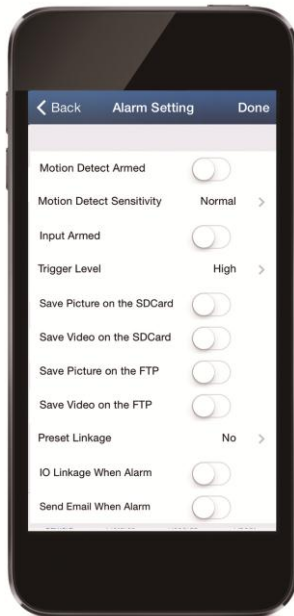 Back Alarm Setting Done
Motion Detect Armed
Motion Detect Sensitivity Normal
Input Armed
Trigger Level High
Save Picture on the SDCard
Save Video on the SDCard
Save Picture on the FTP
Save Video on the FTP
Preset Linkage No
IO Linkage When Alarm
Send Email When Alarm